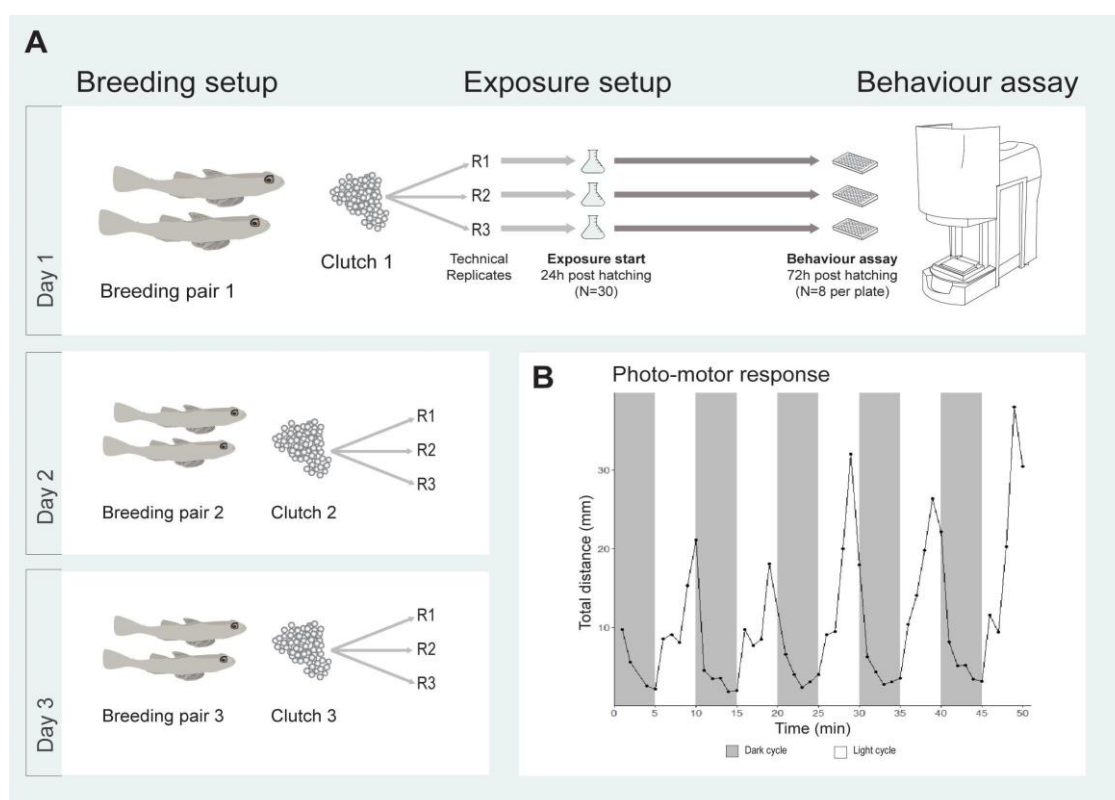 A
Breeding setup
Exposure setup
Behaviour assay
Day 1
Breeding pair 1
Clutch 1
R1
R2
R3
Technical
Replicates
Exposure start
24h post hatching
(N=30)
Behaviour assay
72h post hatching
(N=8 per plate)
Day 2
Breeding pair 2
Clutch 2
R1
R2
R3
Day 3
Breeding pair 3
Clutch 3
R1
R2
R3
B
Photo-motor response
Total distance (mm)
30
20
10
0 5 10 15 20 25 30 35 40 45 50
Time (min)
Dark cycle
Light cycle